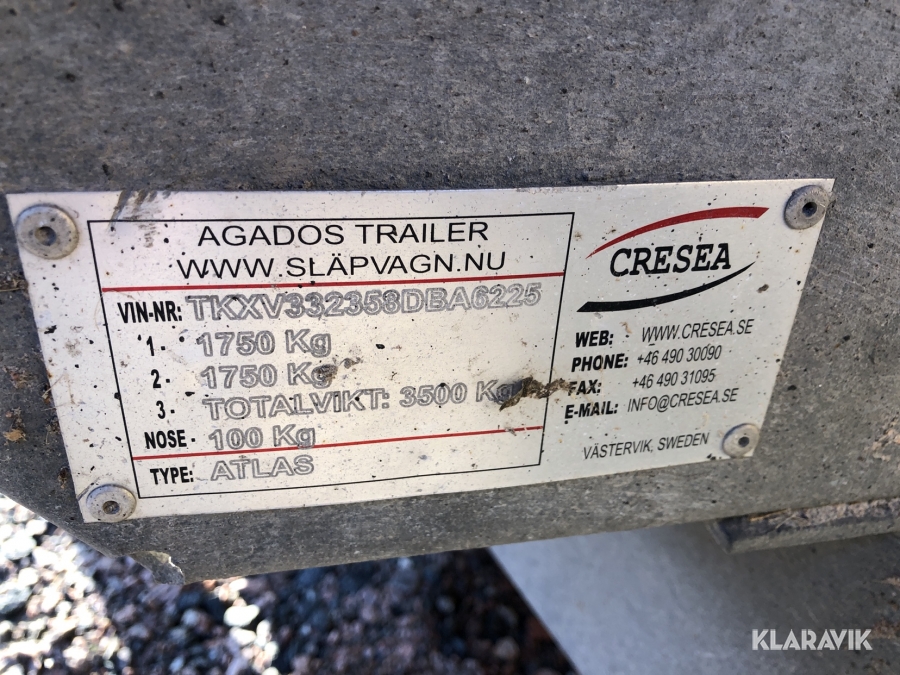 AGADOS TRAILER
WWW.SLÄPVAGN.NU
VIN-NR: TKXV332358DBA6225
1- 1750 Kg
2- 1750 Kg
3- TOTALVIKT: 3500 Kg
NOSE- 100 Kg
TYPE: ATLAS
CRESEA
WEB: WWW.CRESEA.SE
PHONE: +46 490 30090
FAX: +46 490 31095
E-MAIL: INFO@CRESEA.SE
VÄSTERVIK, SWEDEN
KLARAVIK